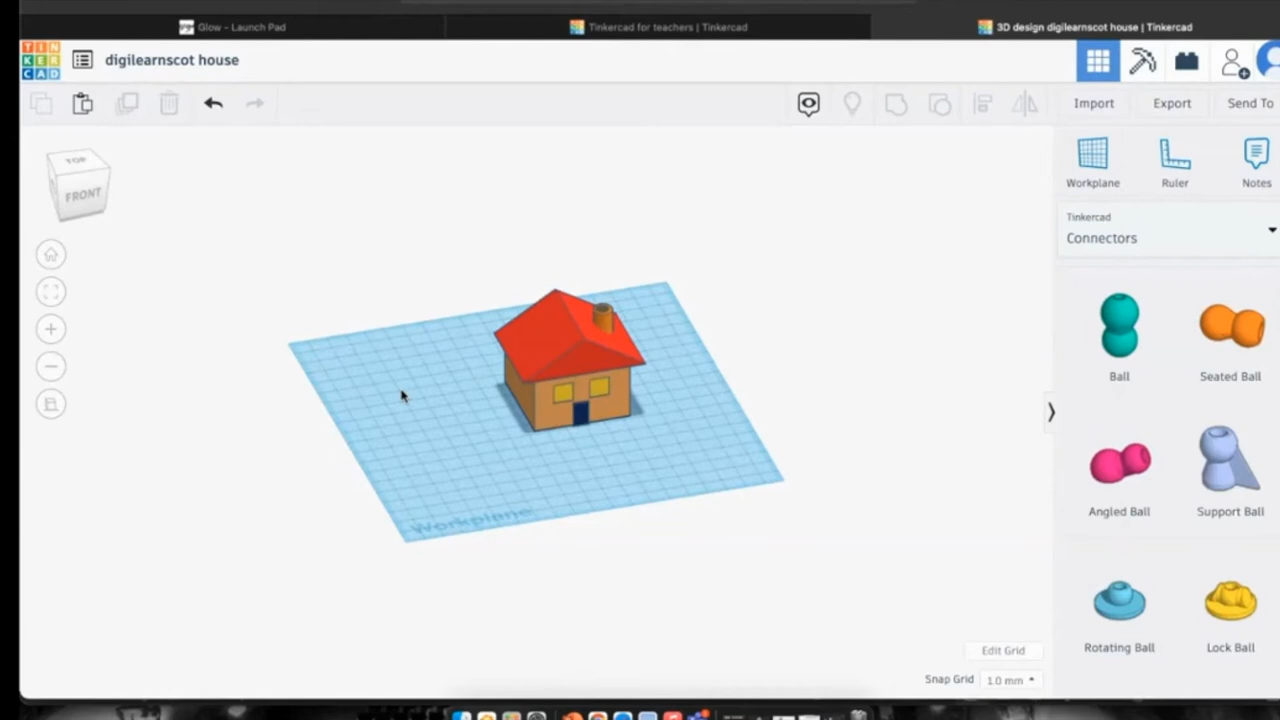 Glow - Launch Pad
Tinkercad for teachers | Tinkercad
3D design digilearnscot house | Tinkercad
TIN
KER
CAD
digilearnscot house
Import
Export
Send To
TOP
FRONT
Workplane
Ruler
Notes
Tinkercad
Connectors
Ball
Seated Ball
Angled Ball
Support Ball
Rotating Ball
Lock Ball
Workplane
Edit Grid
Snap Grid
1.0 mm